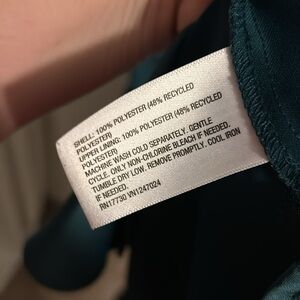 SHELL: 100% POLYESTER (48% RECYCLED
POLYESTER)
UPPER LINING: 100% POLYESTER (48% RECYCLED
POLYESTER)
MACHINE WASH COLD SEPARATELY. GENTLE
CYCLE. ONLY NON-CHLORINE BLEACH IF NEEDED.
TUMBLE DRY LOW. REMOVE PROMPTLY. COOL IRON
IF NEEDED.
RN17730 VN1247024